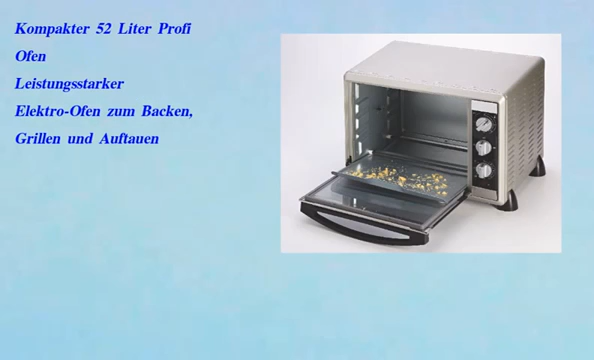 Kompakter 52 Liter Profi
Ofen
Leistungsstarker
Elektro-Ofen zum Backen,
Grillen und Auftauen